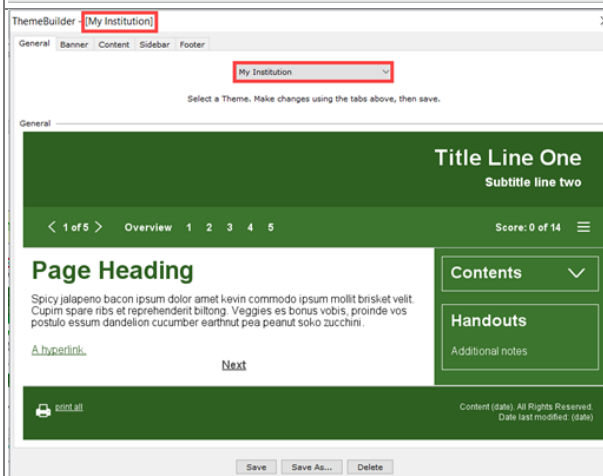 ThemeBuilder - [My Institution]
General Banner Content Sidebar Footer
My Institution
Select a Theme. Make changes using the tabs above, then save.
General
Title Line One
Subtitle line two
< 1 of 5 > Overview 1 2 3 4 5 Score: 0 of 14
Page Heading
Spicy jalapeno bacon ipsum dolor amet kevin commodo ipsum mollit brisket velit.
Cupim spare ribs et reprehenderit biltong. Veggies es bonus vobis, proinde vos
postulo essum dandelion cucumber earthnut pea peanut soko zucchini.
A hyperlink.
Next
Contents
Handouts
Additional notes
print all
Content (date). All Rights Reserved.
Date last modified: (date)
Save Save As... Delete